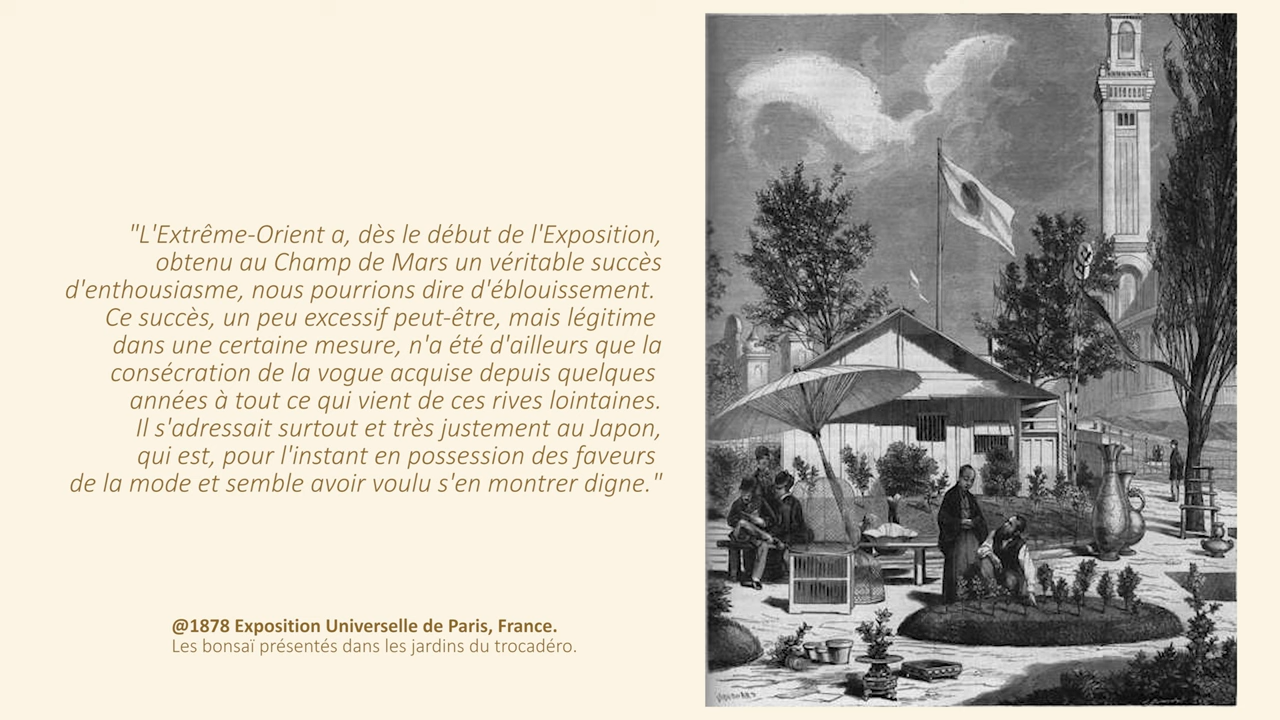 "L'Extrême-Orient a, dès le début de l'Exposition,
obtenu au Champ de Mars un véritable succès
d'enthousiasme, nous pourrions dire d'éblouissement.
Ce succès, un peu excessif peut-être, mais légitime
dans une certaine mesure, n'a été d'ailleurs que la
consécration de la vogue acquise depuis quelques
années à tout ce qui vient de ces rives lointaines.
Il s'adressait surtout et très justement au Japon,
qui est, pour l'instant en possession des faveurs
de la mode et semble avoir voulu s'en montrer digne."
@1878 Exposition Universelle de Paris, France.
Les bonsaï présentés dans les jardins du trocadéro.